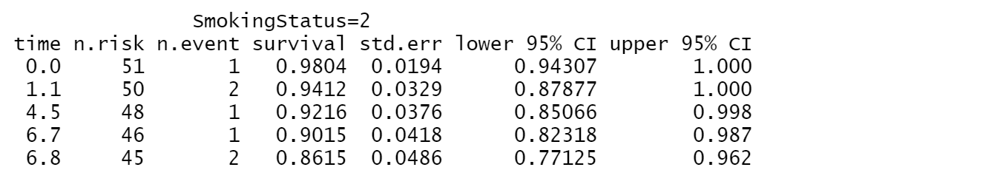 SmokingStatus=2
time n.risk n.event survival std.err lower 95% CI upper 95% CI
0.0 51 1 0.9804 0.0194 0.94307 1.000
1.1 50 2 0.9412 0.0329 0.87877 1.000
4.5 48 1 0.9216 0.0376 0.85066 0.998
6.7 46 1 0.9015 0.0418 0.82318 0.987
6.8 45 2 0.8615 0.0486 0.77125 0.962